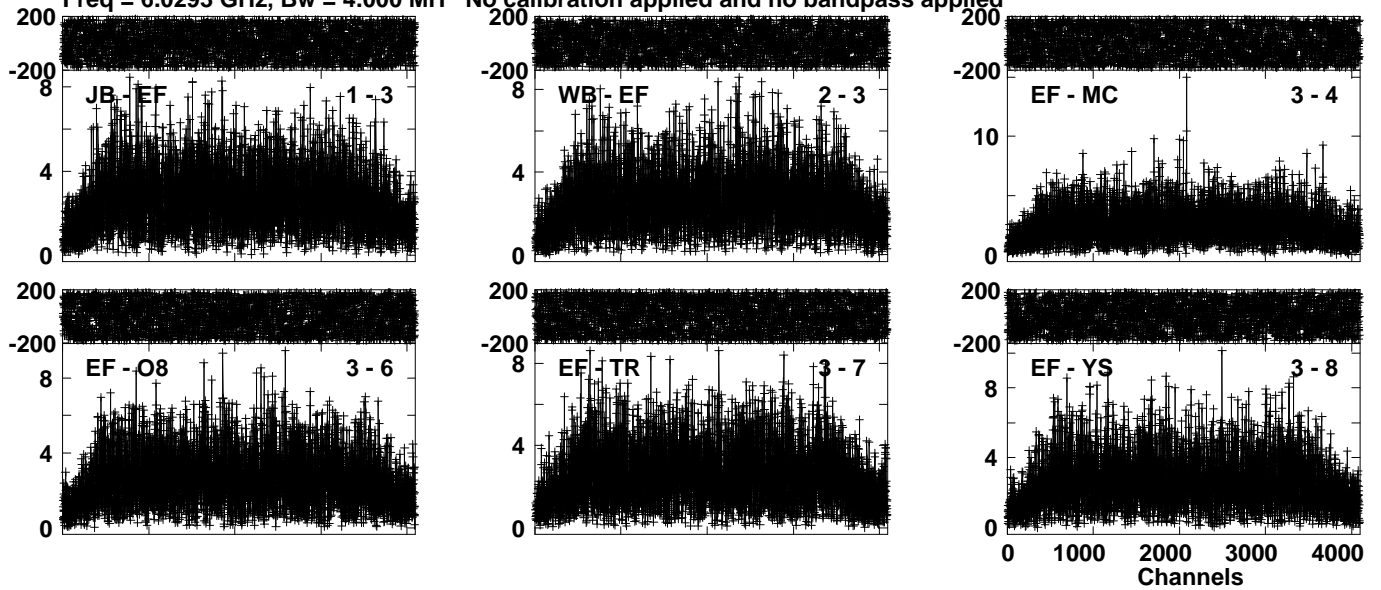 Freq = 6.0293 GHz, Bw = 4.000 MH No calibration applied and no bandpass applied
200 200 200
-200 -200 -200
JB - EF 1 - 3 WB - EF 2 - 3 EF - MC 3 - 4
8 8 10
4 4
0 0 0
200 200 200
-200 -200 -200
EF - O8 3 - 6 EF - TR 3 - 7 EF - YS 3 - 8
8 8 8
4 4 4
0 0 0
0 1000 2000 3000 4000
Channels